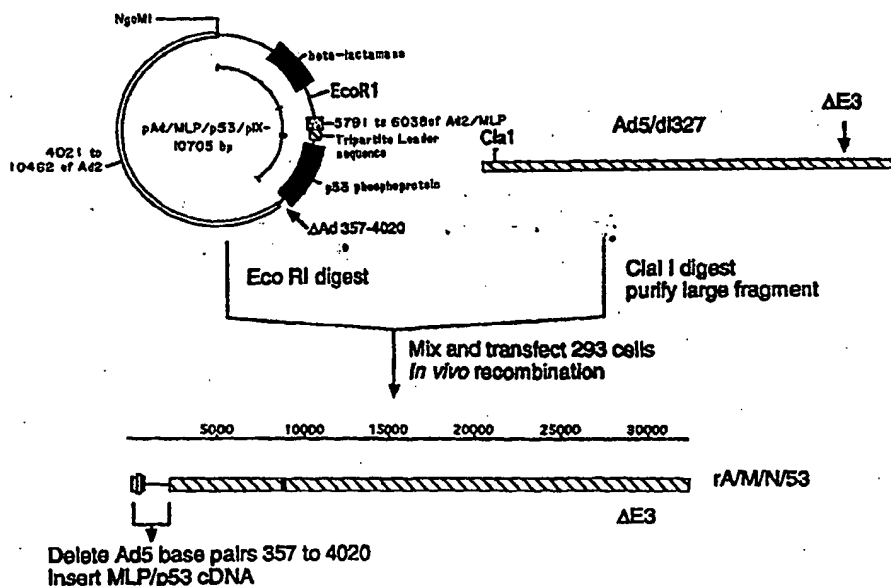 NgoMI
beta-lactamase
EcoR1
pAd/MLP/p53/pIX-
10705 bp
5791 to 6038 of Ad2/MLP
Tripartite Leader
sequence
p53 phosphoprotein
4021 to
10462 of Ad2
ΔAd 357-4020
Cla1
Ad5/dl327
ΔE3
Eco RI digest
ClaI I digest
purify large fragment
Mix and transfect 293 cells
In vivo recombination
5000 10000 15000 20000 25000 30000
rA/M/N/53
ΔE3
Delete Ad5 base pairs 357 to 4020
Insert MLP/p53 cDNA